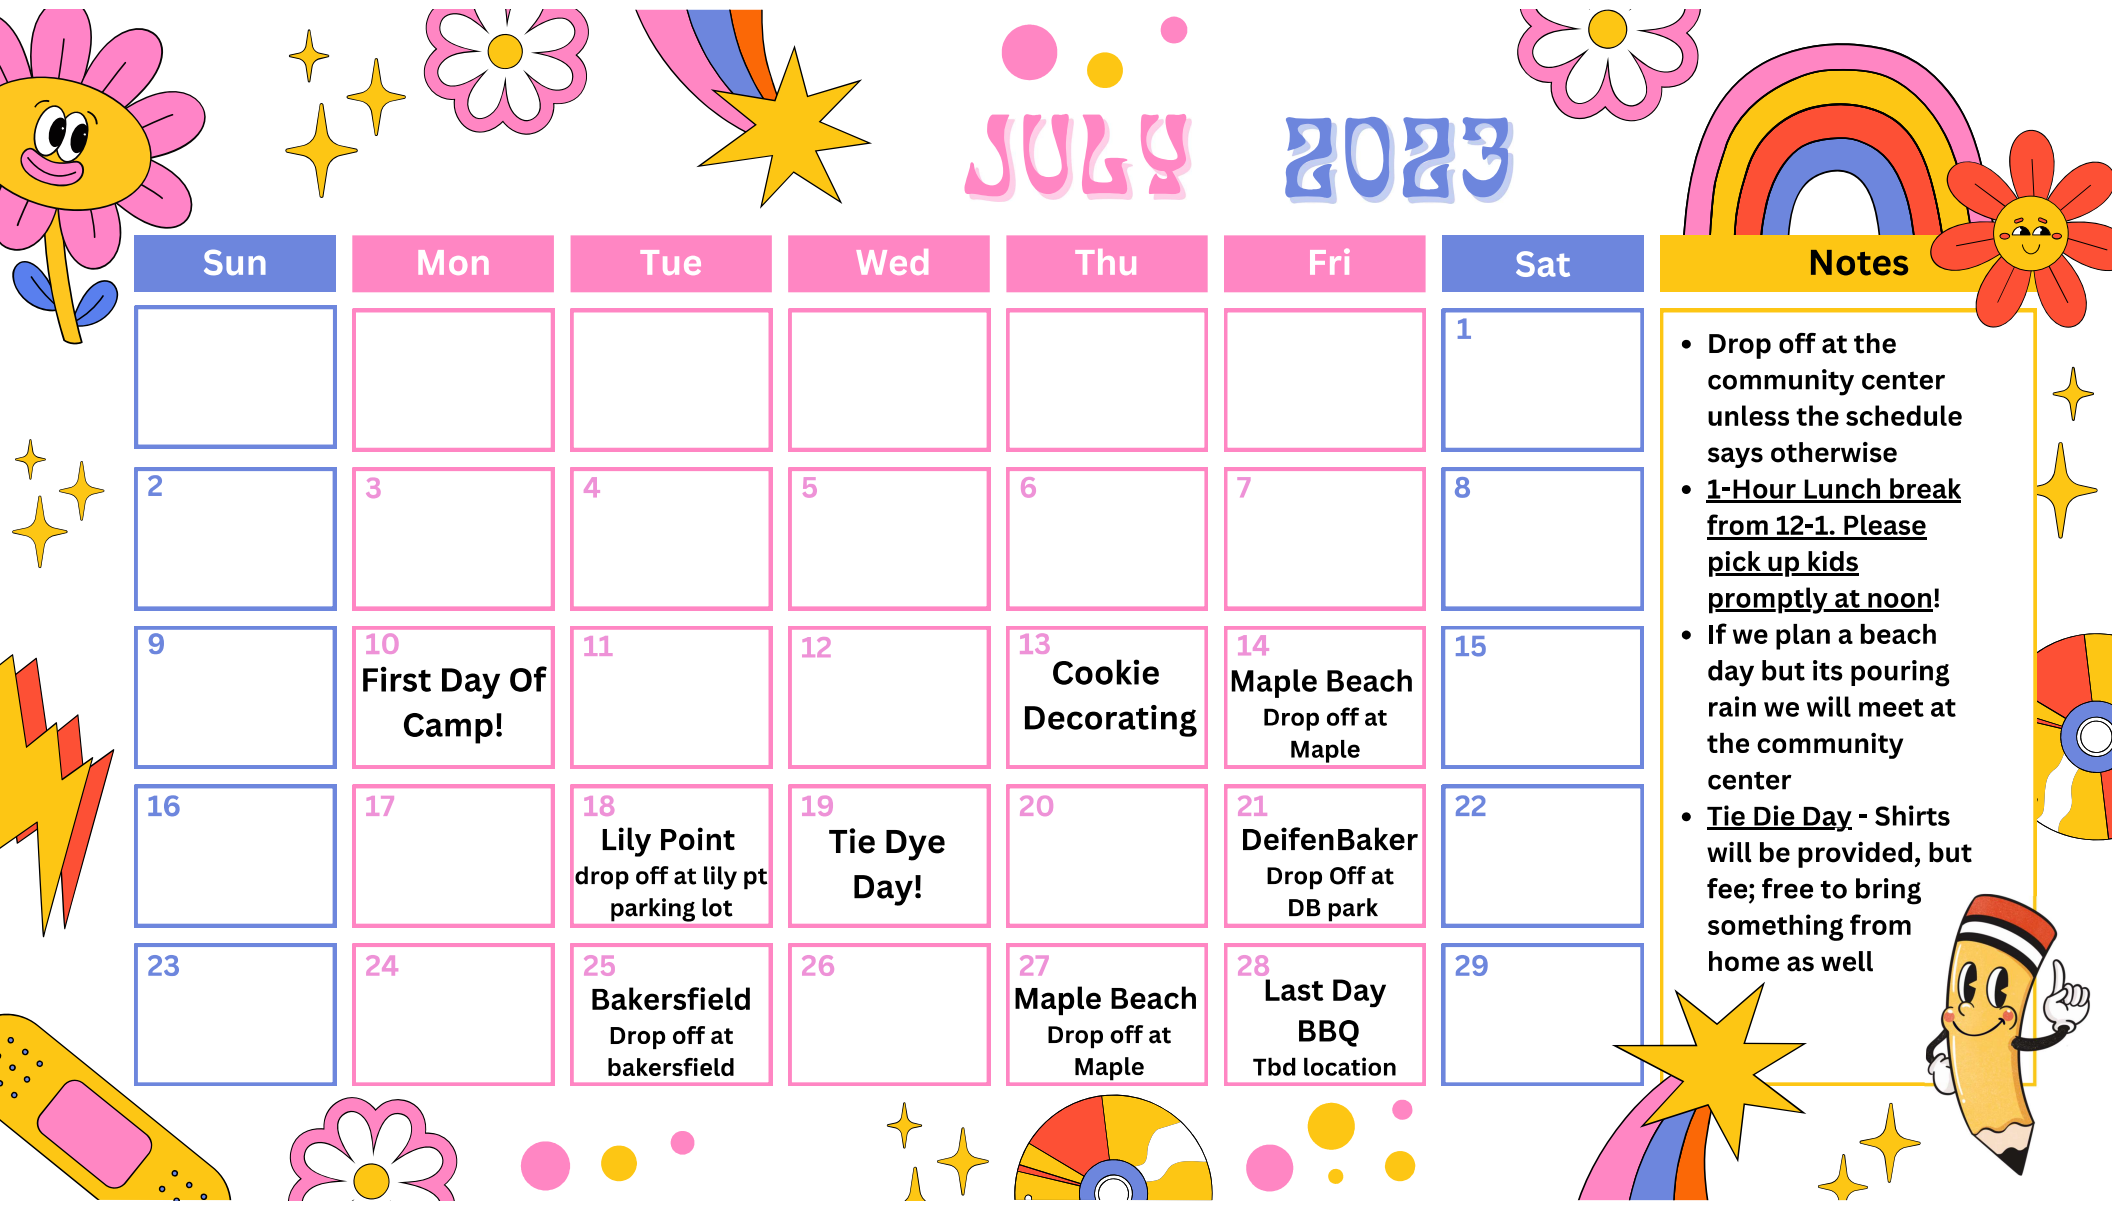 JULY 2023
Sun Mon Tue Wed Thu Fri Sat Notes
1
2 3 4 5 6 7 8
9
10
First Day Of
Camp!
11
12
13
Cookie
Decorating
14
Maple Beach
Drop off at
Maple
15
16
17
18
Lily Point
drop off at lily pt
parking lot
19
Tie Dye
Day!
20
21
DeifenBaker
Drop Off at
DB park
22
23
24
25
Bakersfield
Drop off at
bakersfield
26
27
Maple Beach
Drop off at
Maple
28
Last Day
BBQ
Tbd location
29
• Drop off at the
community center
unless the schedule
says otherwise
• 1-Hour Lunch break
from 12-1. Please
pick up kids
promptly at noon!
• If we plan a beach
day but its pouring
rain we will meet at
the community
center
• Tie Die Day - Shirts
will be provided, but
fee; free to bring
something from
home as well